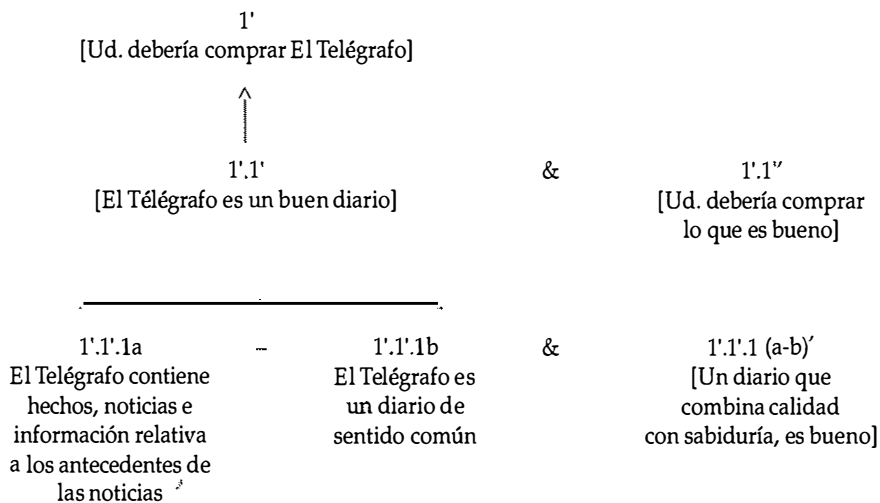 1'
[Ud. debería comprar El Telégrafo]
1'.1' & 1'.1''
[El Télégrafo es un buen diario] [Ud. debería comprar
lo que es bueno]
1'.1'.1a – 1'.1'.1b & 1'.1'.1 (a-b)'
El Telégrafo contiene El Telégrafo es [Un diario que
hechos, noticias e un diario de combina calidad
información relativa sentido común con sabiduría, es bueno]
a los antecedentes de
las noticias